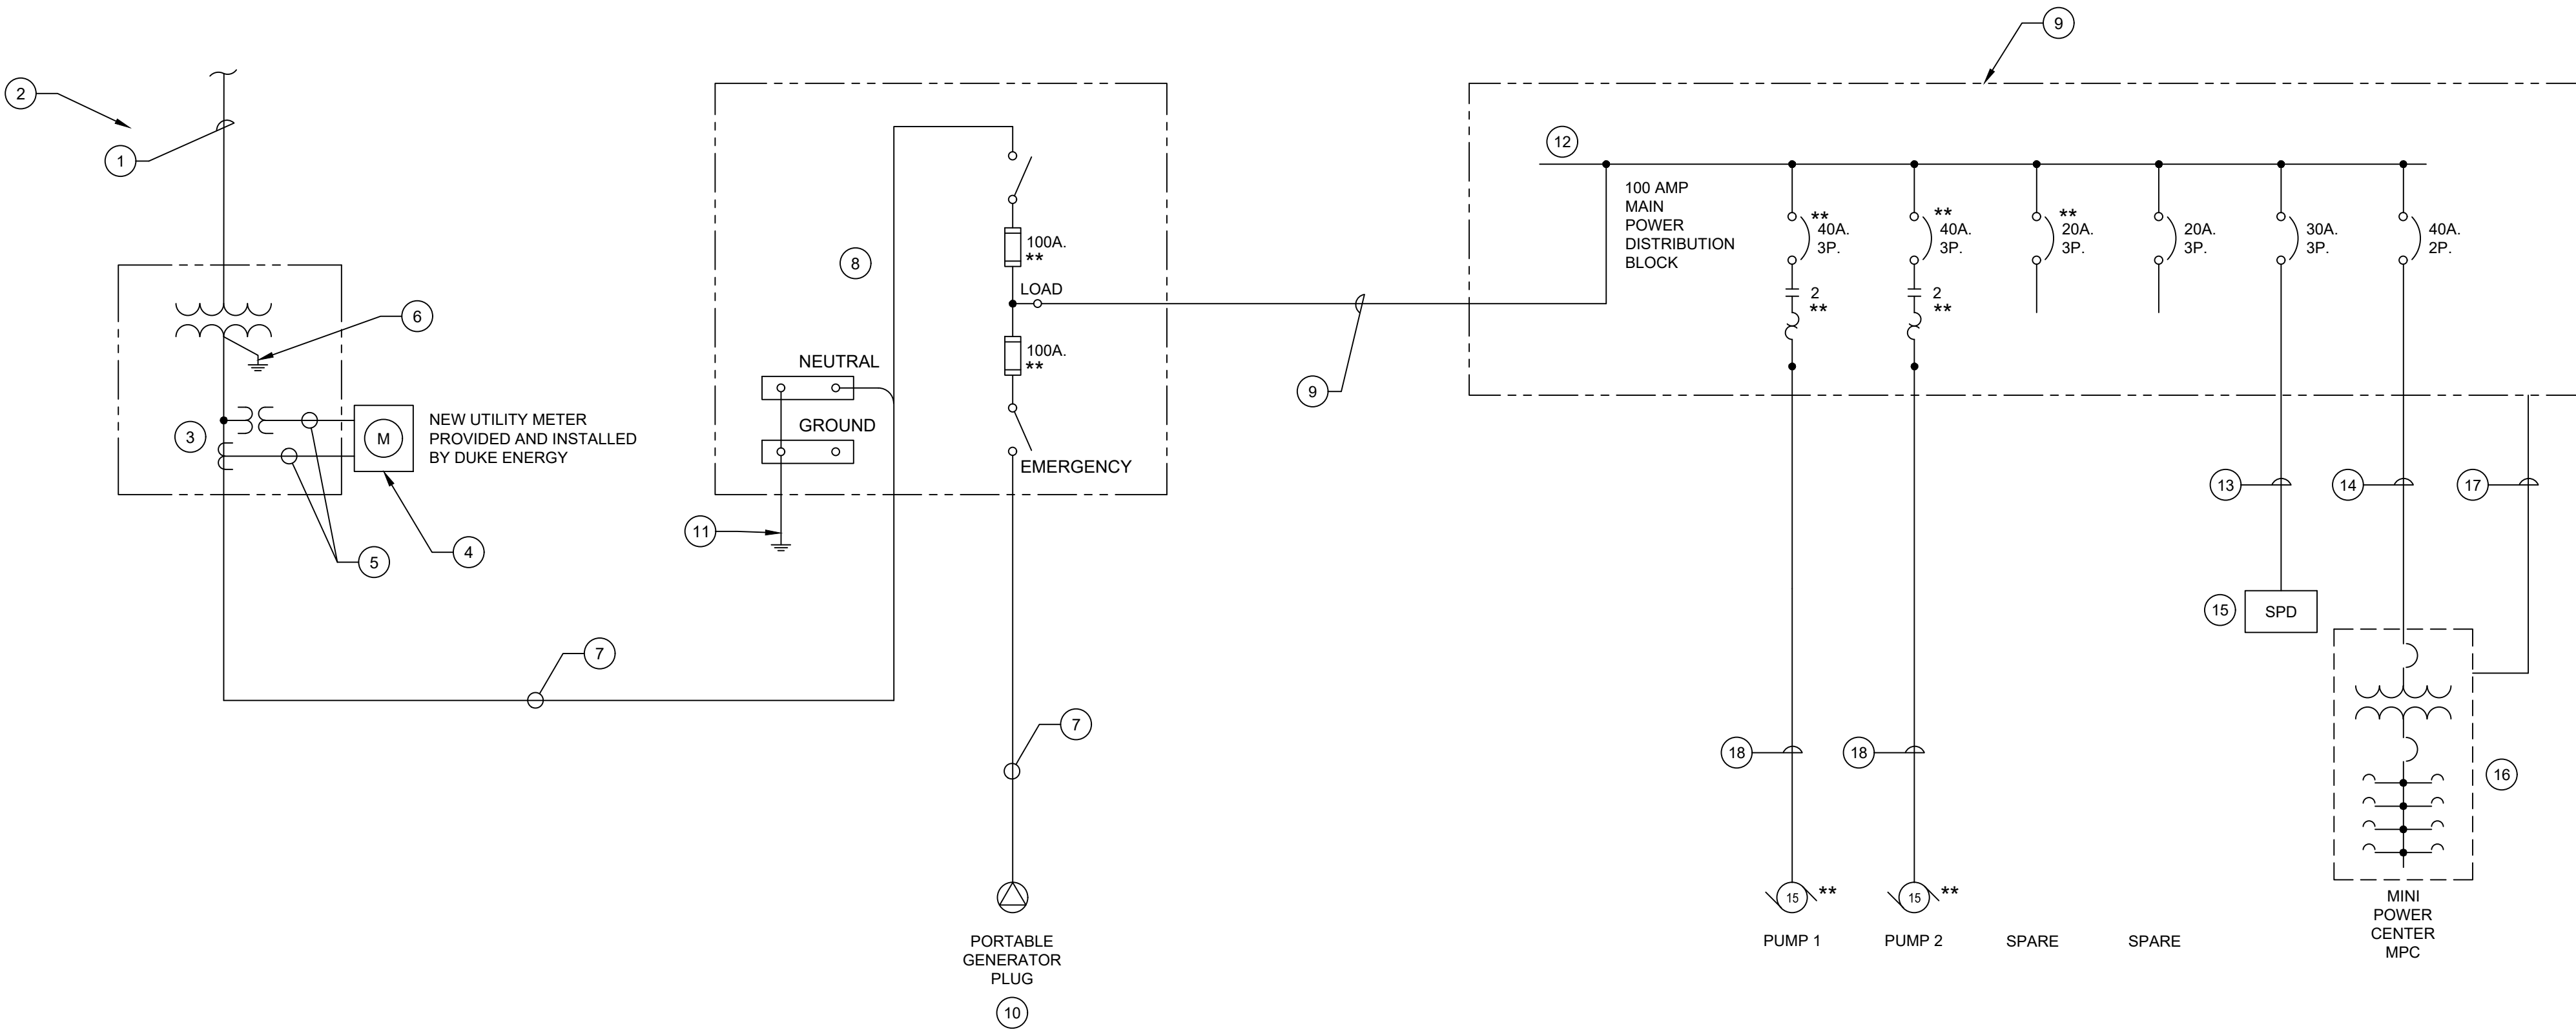 9
2
1
12
100 AMP
MAIN
POWER
DISTRIBUTION
BLOCK
**
40A.
3P.
**
40A.
3P.
**
20A.
3P.
20A.
3P.
30A.
3P.
40A.
2P.
2
**
2
**
8
100A.
**
LOAD
100A.
**
NEUTRAL
GROUND
EMERGENCY
6
3
M
NEW UTILITY METER
PROVIDED AND INSTALLED
BY DUKE ENERGY
9
11
4
5
13
14
17
15
SPD
7
7
18
18
16
15
**
15
**
PORTABLE
GENERATOR
PLUG
10
PUMP 1
PUMP 2
SPARE
SPARE
MINI
POWER
CENTER
MPC